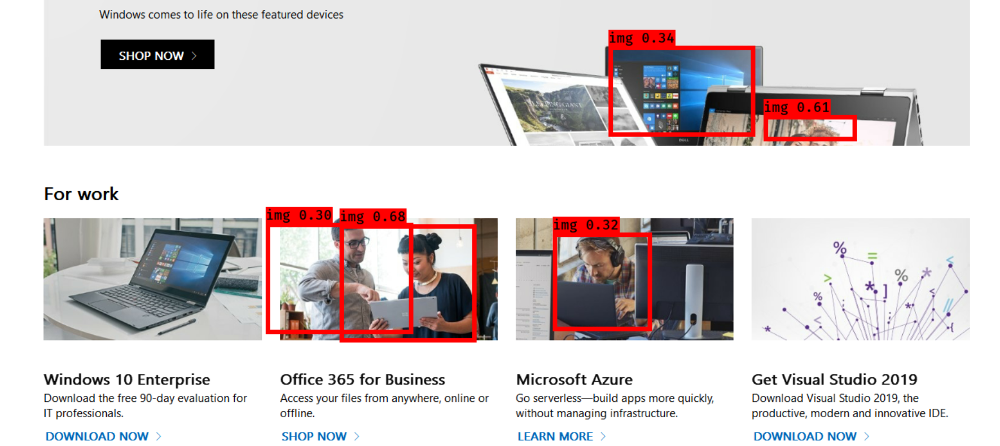 Windows comes to life on these featured devices
SHOP NOW
img 0.34
img 0.61
DELL
For work
img 0.30
img 0.68
img 0.32
% = < > % * * ] % < * // ; ; < * {
Windows 10 Enterprise
Download the free 90-day evaluation for
IT professionals.
DOWNLOAD NOW
Office 365 for Business
Access your files from anywhere, online or
offline.
SHOP NOW
Microsoft Azure
Go serverless—build apps more quickly,
without managing infrastructure.
LEARN MORE
Get Visual Studio 2019
Download Visual Studio 2019, the
productive, modern and innovative IDE.
DOWNLOAD NOW